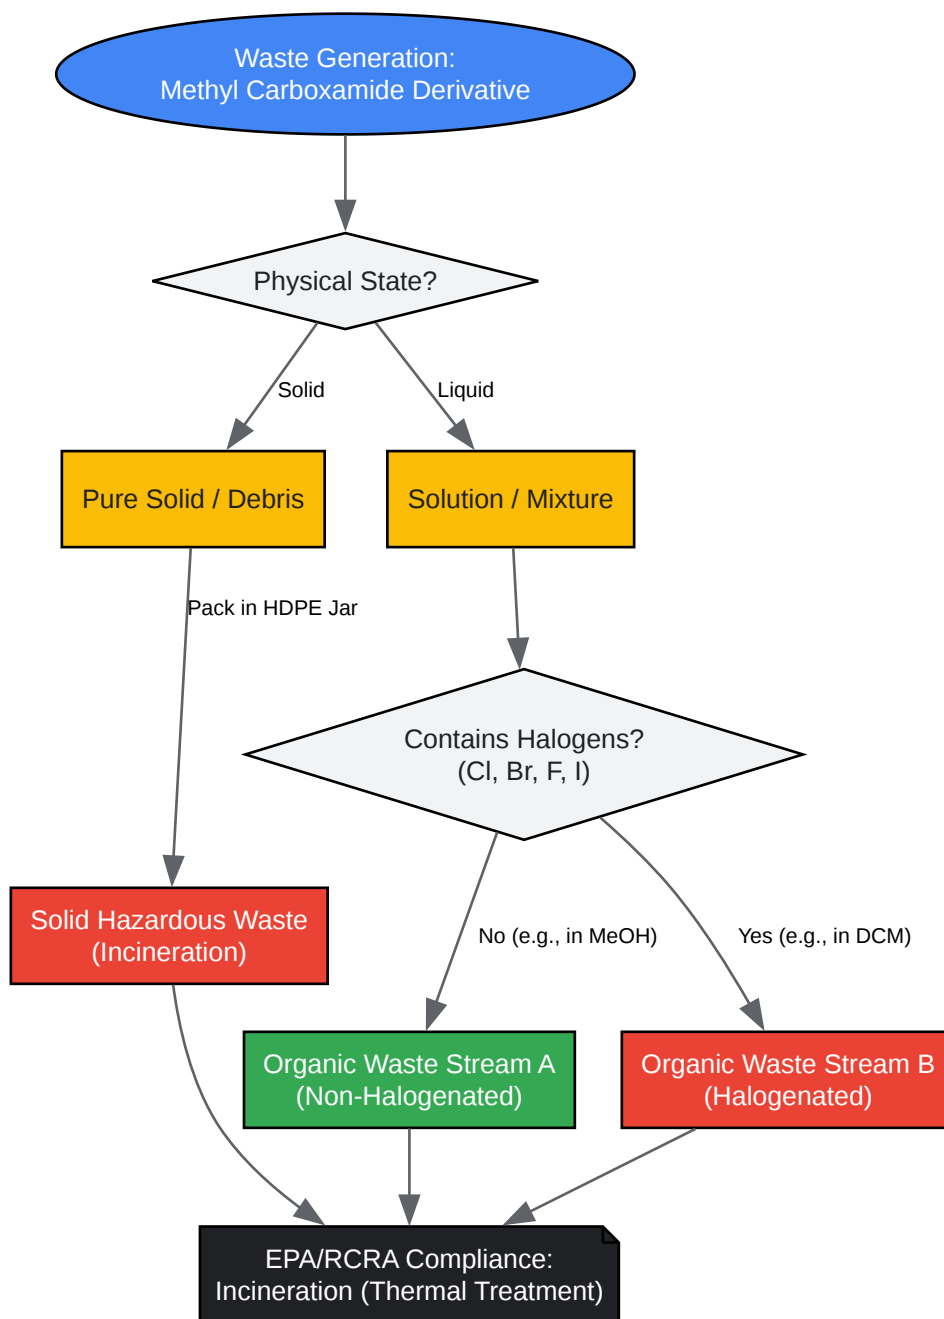 Waste Generation:
Methyl Carboxamide Derivative
Physical State?
Solid
Liquid
Pure Solid / Debris
Solution / Mixture
Pack in HDPE Jar
Contains Halogens?
(Cl, Br, F, I)
Solid Hazardous Waste
(Incineration)
No (e.g., in MeOH)
Yes (e.g., in DCM)
Organic Waste Stream A
(Non-Halogenated)
Organic Waste Stream B
(Halogenated)
EPA/RCRA Compliance:
Incineration (Thermal Treatment)